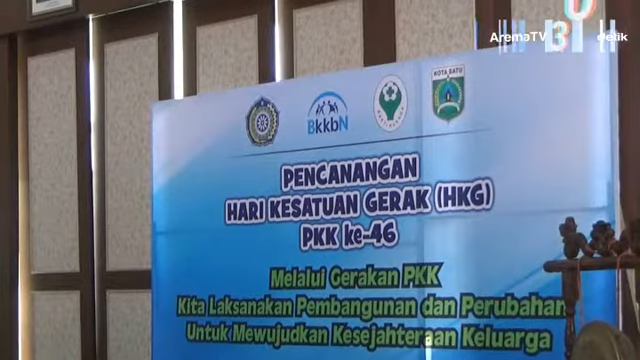 AremaTV
BkkbN
KOTA BATU
PENCANANGAN
HARI KESATUAN GERAK (HKG)
PKK ke-46
Melalui Gerakan PKK
Kita Laksanakan Pembangunan dan Perubahan
Untuk Mewujudkan Kesejahteraan Keluarga